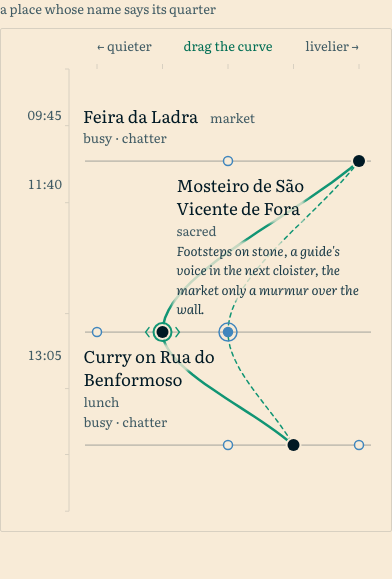 a place whose name says its quarter
← quieter drag the curve livelier →
09:45 Feira da Ladra market
busy · chatter
11:40 Mosteiro de São
Vicente de Fora
sacred
Footsteps on stone, a guide's
voice in the next cloister, the
market only a murmur over the
wall.
13:05 Curry on Rua do
Benformoso
lunch
busy · chatter